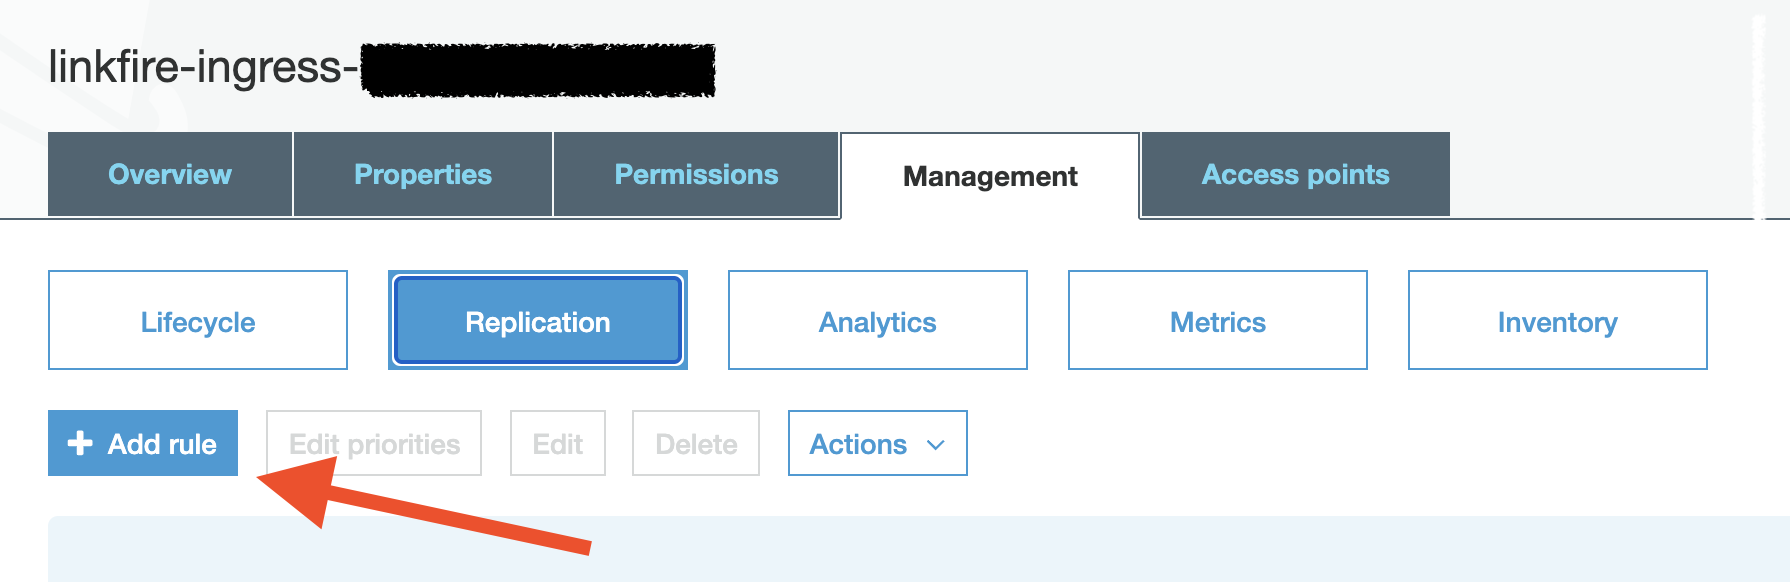 linkfire-ingress-
Overview Properties Permissions Management Access points
Lifecycle Replication Analytics Metrics Inventory
Add rule Edit priorities Edit Delete Actions